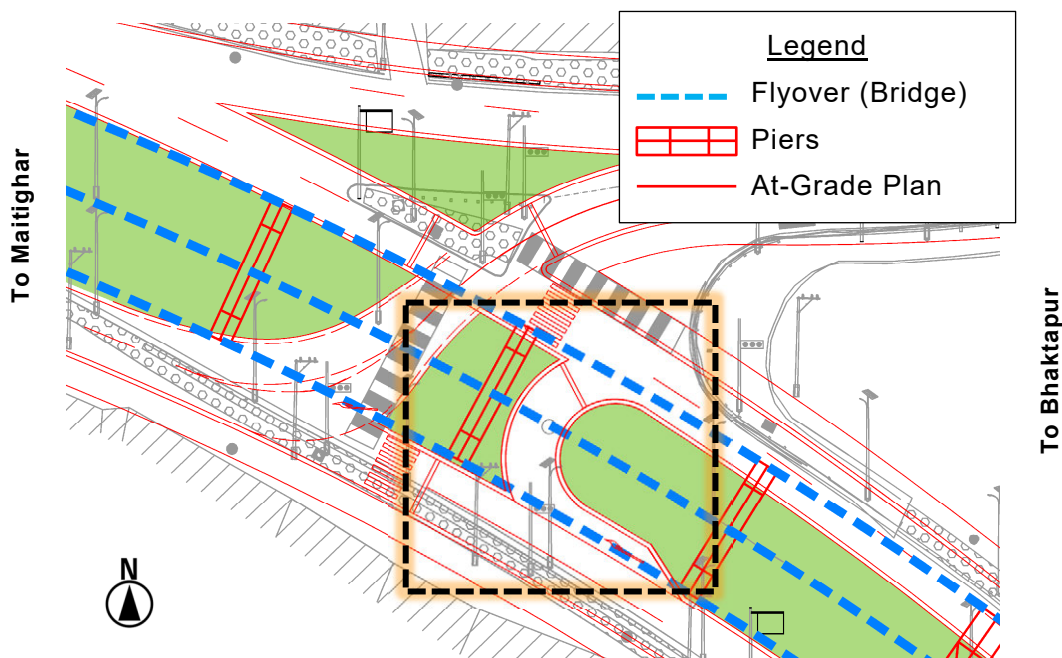 Legend
Flyover (Bridge)
Piers
At-Grade Plan
To Maitighar
To Bhaktapur
N